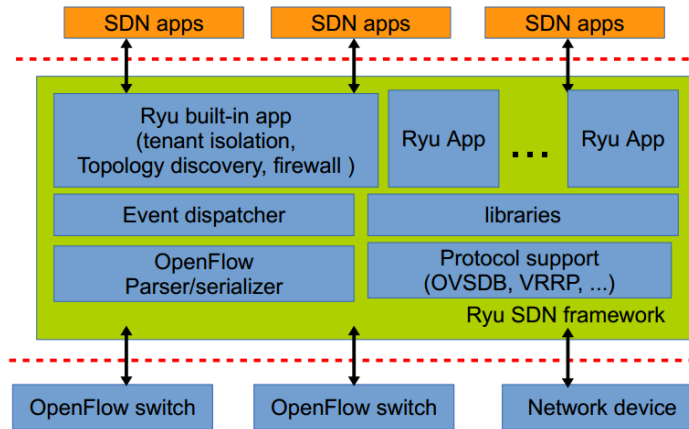 SDN apps
SDN apps
SDN apps
Ryu built-in app
(tenant isolation,
Topology discovery, firewall )
Ryu App
...
Ryu App
Event dispatcher
libraries
OpenFlow
Parser/serializer
Protocol support
(OVSDB, VRRP, ...)
Ryu SDN framework
OpenFlow switch
OpenFlow switch
Network device